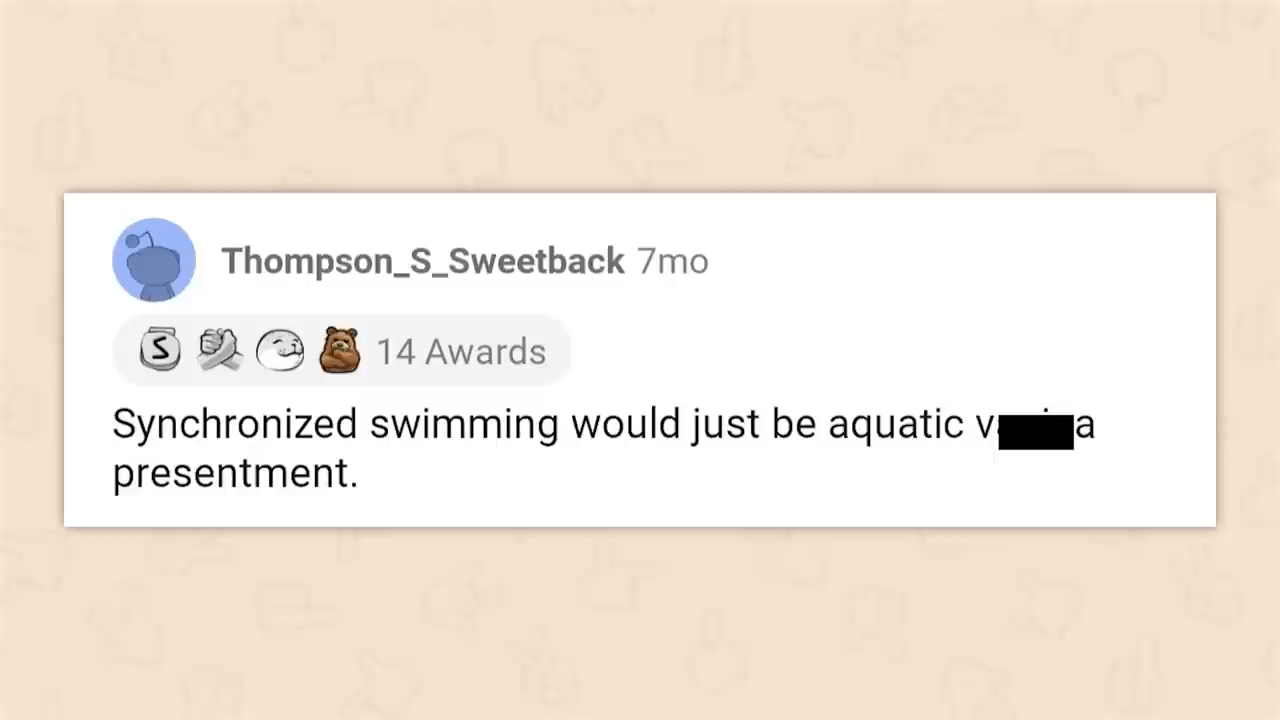 Thompson_S_Sweetback 7mo
S 14 Awards
Synchronized swimming would just be aquatic
presentment.